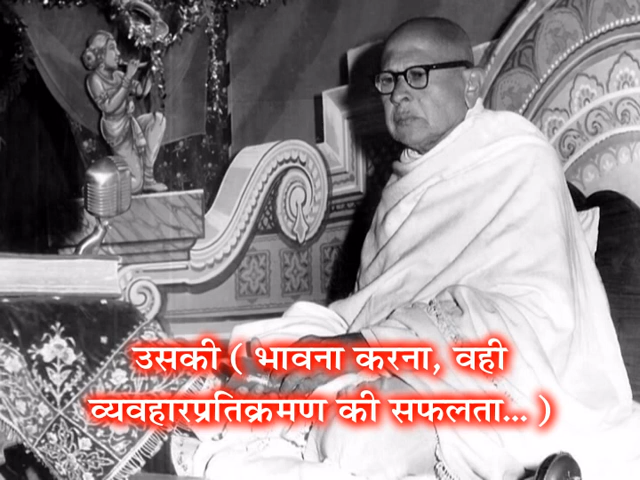 उसकी ( भावना करना, वही
व्यवहारप्रतिक्रमण की सफलता... )